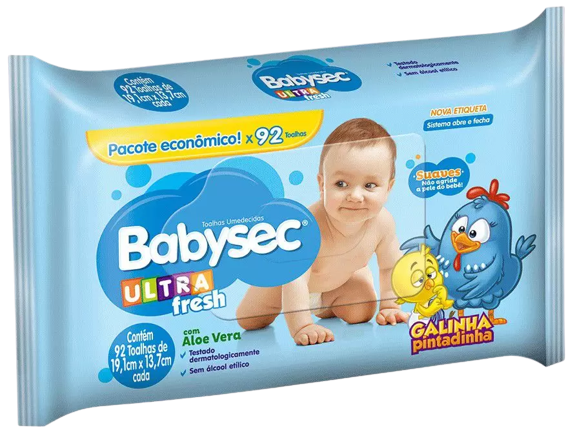 Contém
92 Toalhas de
19,1cm x 13,7cm
cada
Babysec
ULTRA
fresh
✓ Testado
dermatologicamente
✓ Sem álcool etílico
Pacote econômico! x 92 Toalhas
NOVA ETIQUETA
Sistema abre e fecha
Suaves
Não agride
a pele do bebê!
Toalhas Umedecidas
Babysec®
ULTRA
fresh
com
Aloe Vera
✓ Testado
dermatologicamente
✓ Sem álcool etílico
Contém
92 Toalhas de
19,1cm x 13,7cm
cada
GALINHA
pintadinha